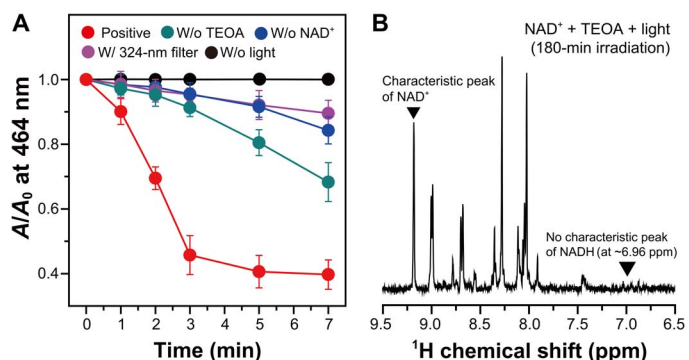 A
Positive W/o TEOA W/o NAD⁺
W/ 324-nm filter W/o light
A/A₀ at 464 nm
1.0
0.8
0.6
0.4
0 1 2 3 5 7
Time (min)
B
NAD⁺ + TEOA + light
(180-min irradiation)
Characteristic peak
of NAD⁺
No characteristic peak
of NADH (at ~6.96 ppm)
9.5 9.0 8.5 8.0 7.5 7.0 6.5
¹H chemical shift (ppm)